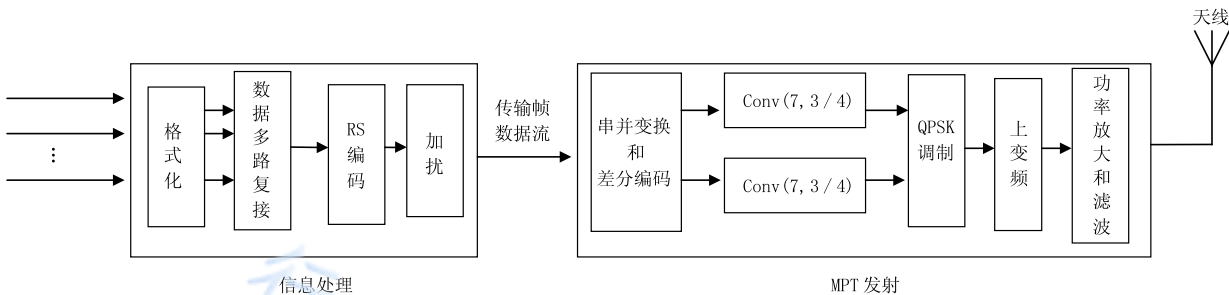 天线
格式化
数据多路复接
RS
编码
加扰
传输帧
数据流
串并变换
和
差分编码
Conv(7,3/4)
Conv(7,3/4)
QPSK
调制
上变频
功率放大和滤波
信息处理
MPT 发射